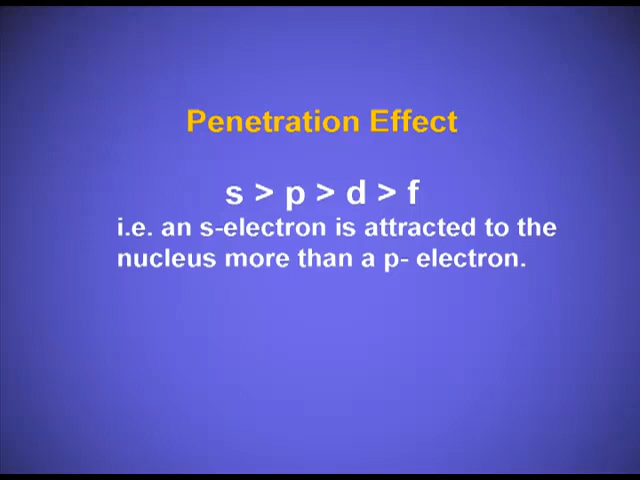 Penetration Effect
s > p > d > f
i.e. an s-electron is attracted to the
nucleus more than a p- electron.